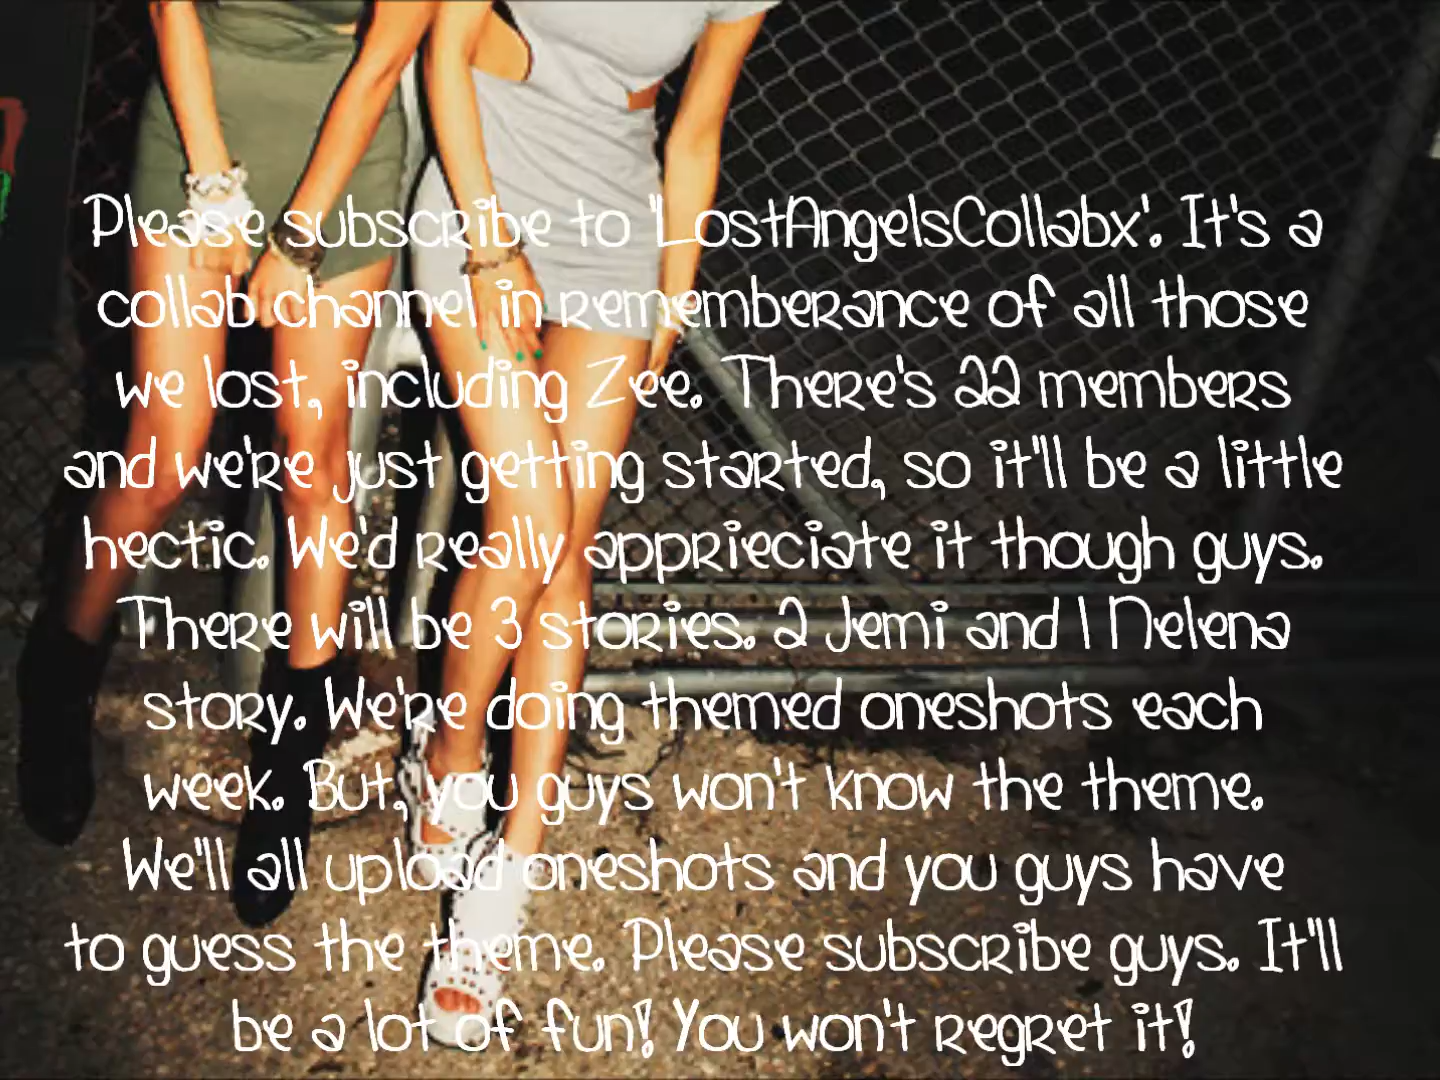 Please subscribe to 'LostAngelsCollabx'. It's a
collab channel in rememberance of all those
we lost, including Zee. There's 22 members
and we're just getting started, so it'll be a little
hectic. We'd really apprieciate it though guys.
There will be 3 stories. 2 Jemi and 1 Nelena
story. We're doing themed oneshots each
week. But, you guys won't know the theme.
We'll all upload oneshots and you guys have
to guess the theme. Please subscribe guys. It'll
be a lot of fun! You won't regret it!